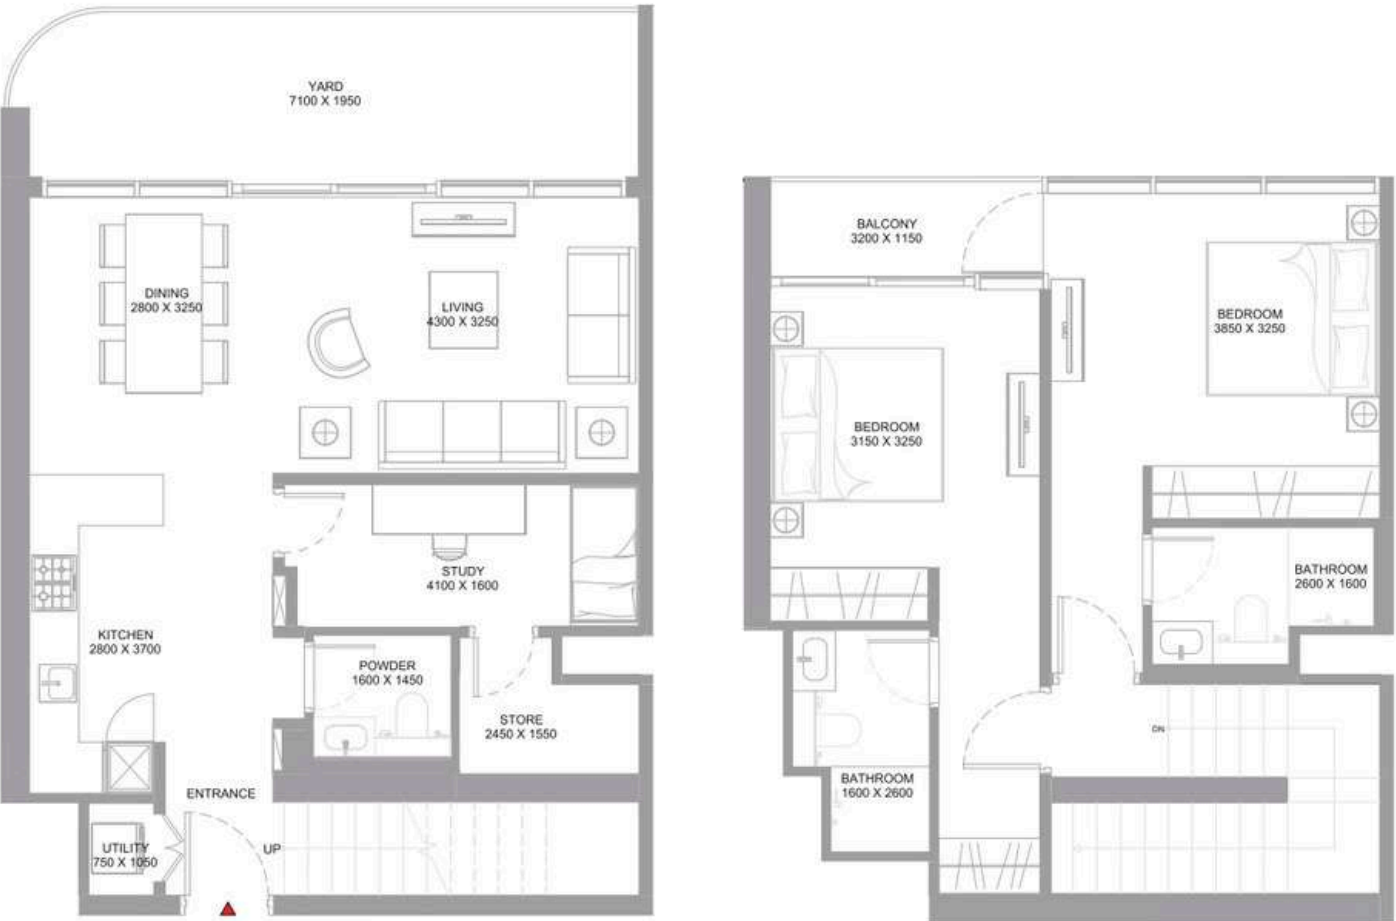 YARD
7100 X 1950
DINING
2800 X 3250
LIVING
4300 X 3250
STUDY
4100 X 1600
KITCHEN
2800 X 3700
POWDER
1600 X 1450
STORE
2450 X 1550
ENTRANCE
UTILITY
750 X 1050
UP
BALCONY
3200 X 1150
BEDROOM
3850 X 3250
BEDROOM
3150 X 3250
BATHROOM
2600 X 1600
DN
BATHROOM
1600 X 2600